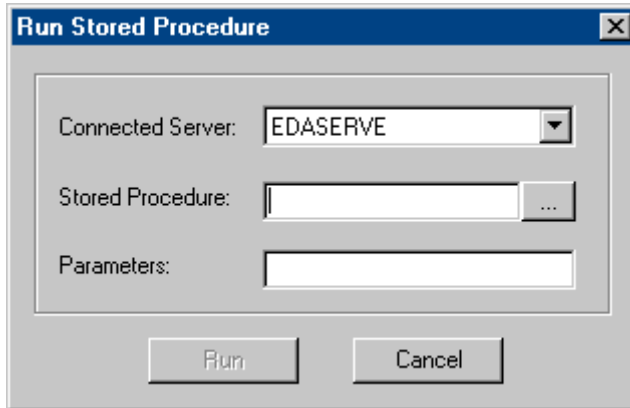 Run Stored Procedure
Connected Server: EDASERVE
Stored Procedure: ...
Parameters:
Run Cancel